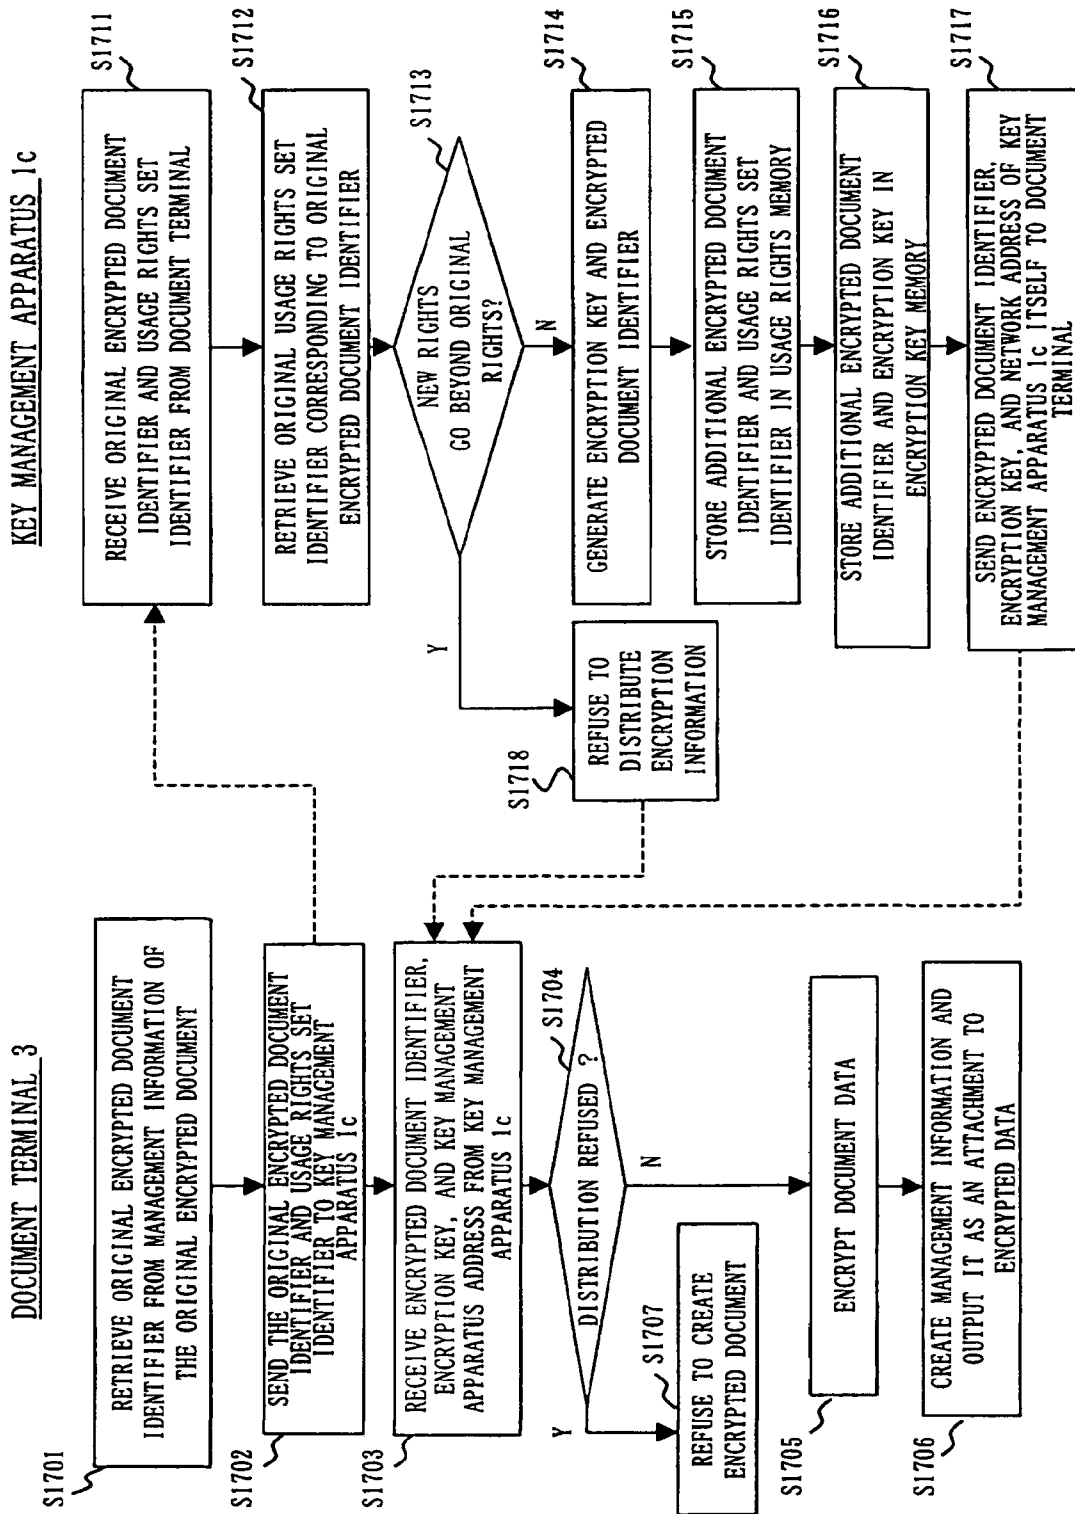 DOCUMENT TERMINAL 3
S1701
RETRIEVE ORIGINAL ENCRYPTED DOCUMENT
IDENTIFIER FROM MANAGEMENT INFORMATION OF
THE ORIGINAL ENCRYPTED DOCUMENT
S1702
SEND THE ORIGINAL ENCRYPTED DOCUMENT
IDENTIFIER AND USAGE RIGHTS SET
IDENTIFIER TO KEY MANAGEMENT
APPARATUS 1c
S1703
RECEIVE ENCRYPTED DOCUMENT IDENTIFIER,
ENCRYPTION KEY, AND KEY MANAGEMENT
APPARATUS ADDRESS FROM KEY MANAGEMENT
APPARATUS 1c
S1704
DISTRIBUTION REFUSED ?
Y
N
S1707
REFUSE TO CREATE
ENCRYPTED DOCUMENT
S1705
ENCRYPT DOCUMENT DATA
S1706
CREATE MANAGEMENT INFORMATION AND
OUTPUT IT AS AN ATTACHMENT TO
ENCRYPTED DATA
KEY MANAGEMENT APPARATUS 1c
S1711
RECEIVE ORIGINAL ENCRYPTED DOCUMENT
IDENTIFIER AND USAGE RIGHTS SET
IDENTIFIER FROM DOCUMENT TERMINAL
S1712
RETRIEVE ORIGINAL USAGE RIGHTS SET
IDENTIFIER CORESPONDING TO ORIGINAL
ENCRYPTED DOCUMENT IDENTIFIER
S1713
NEW RIGHTS
GO BEYOND ORIGINAL
RIGHTS?
Y
N
S1718
REFUSE TO
DISTRIBUTE
ENCRYPTION
INFORMATION
S1714
GENERATE ENCRYPTION KEY AND ENCRYPTED
DOCUMENT IDENTIFIER
S1715
STORE ADDITIONAL ENCRYPTED DOCUMENT
IDENTIFIER AND USAGE RIGHTS SET
IDENTIFIER IN USAGE RIGHTS MEMORY
S1716
STORE ADDITIONAL ENCRYPTED DOCUMENT
IDENTIFIER AND ENCRYPTION KEY IN
ENCRYPTION KEY MEMORY
S1717
SEND ENCRYPTED DOCUMENT IDENTIFIER,
ENCRYPTION KEY, AND NETWORK ADDRESS OF KEY
MANAGEMENT APPARATUS 1c ITSELF TO DOCUMENT
TERMINAL